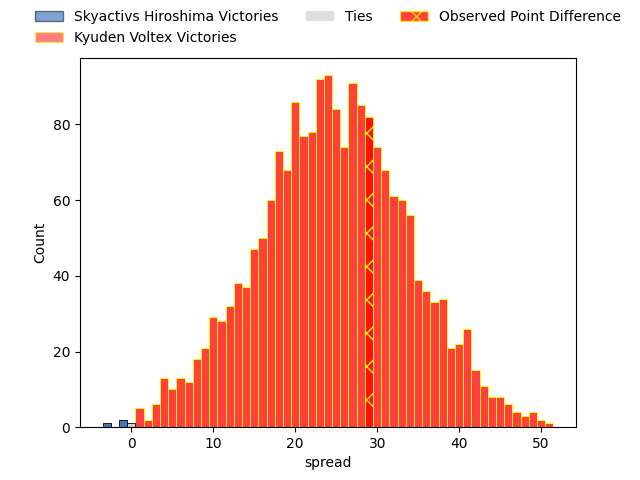 Skyactivs Hiroshima Victories
Ties
Observed Point Difference
Kyuden Voltex Victories
80
60
40
20
0
Count
0 10 20 30 40 50
spread